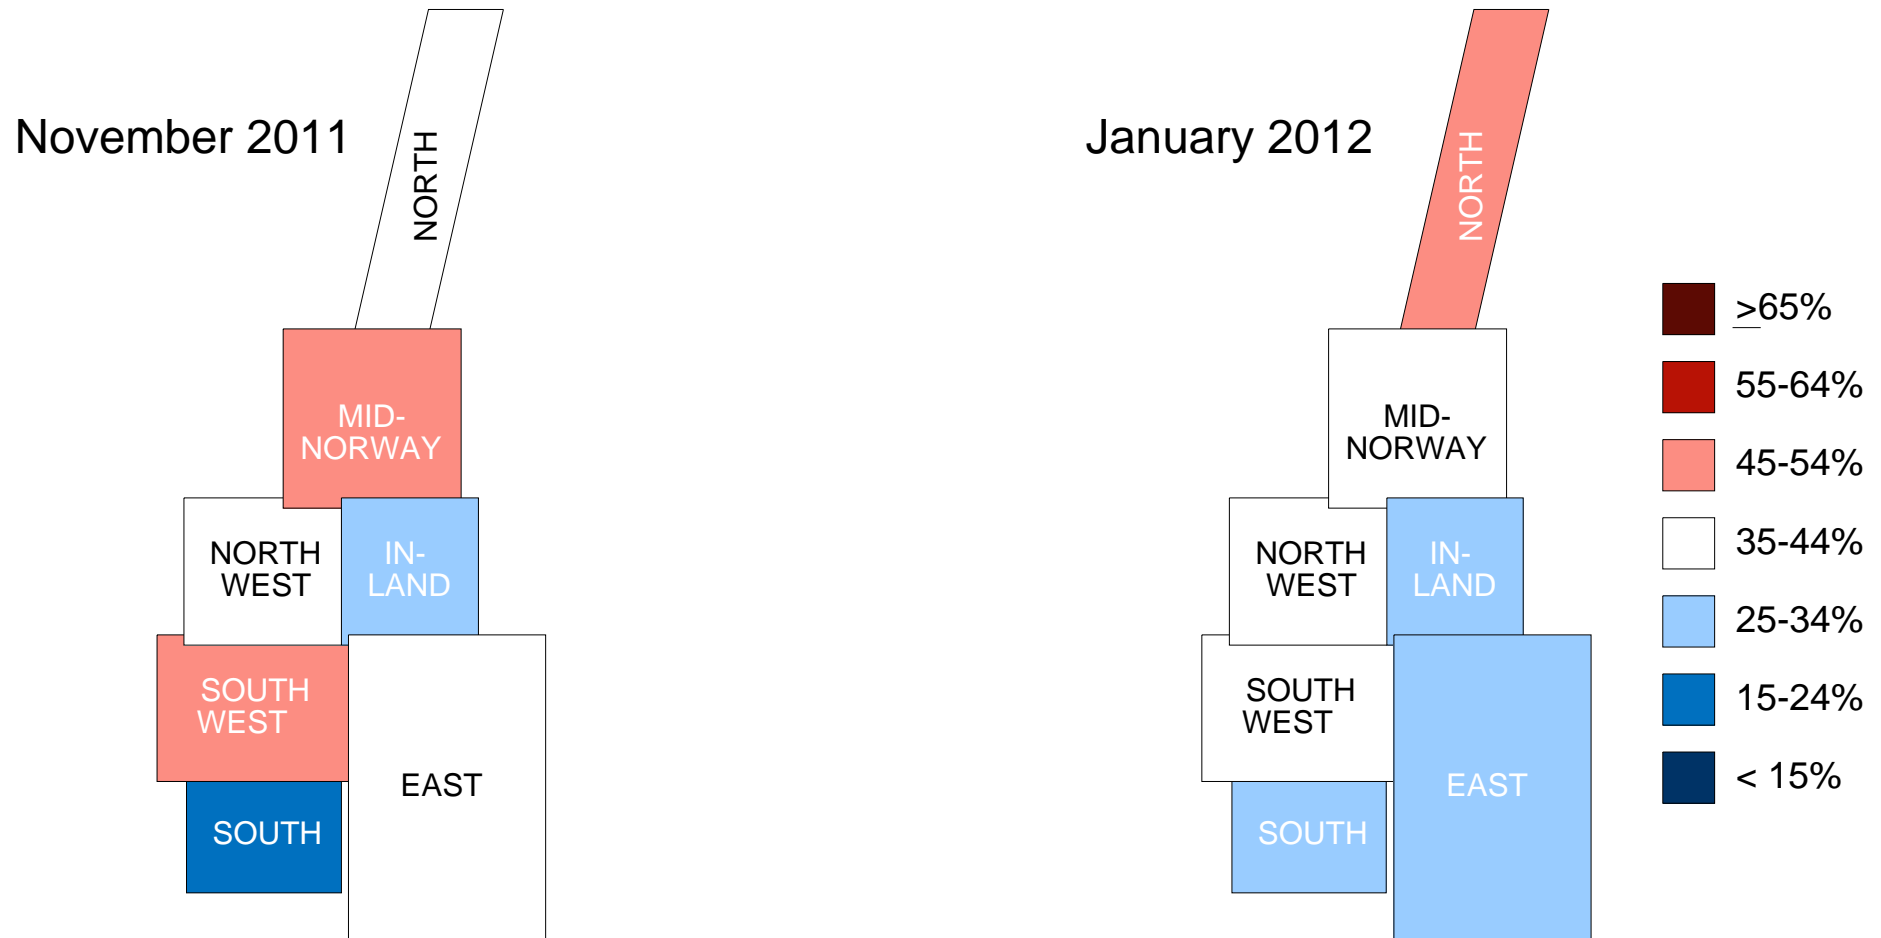 November 2011
NORTH
MID-
NORWAY
NORTH
WEST
IN-
LAND
SOUTH
WEST
EAST
SOUTH
January 2012
NORTH
MID-
NORWAY
NORTH
WEST
IN-
LAND
SOUTH
WEST
EAST
SOUTH
≥65%
55-64%
45-54%
35-44%
25-34%
15-24%
< 15%